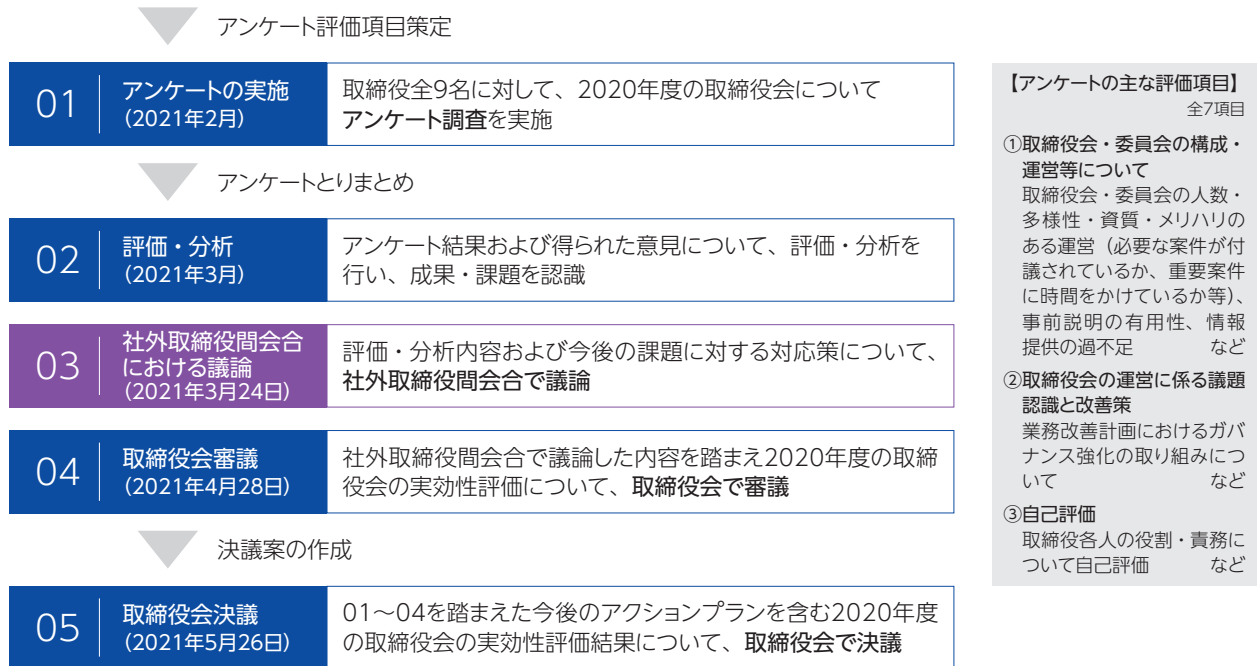 アンケート評価項目策定
01
アンケートの実施
(2021年2月)
取締役全9名に対して、2020年度の取締役会について
アンケート調査を実施
アンケートとりまとめ
02
評価・分析
(2021年3月)
アンケート結果および得られた意見について、評価・分析を
行い、成果・課題を認識
03
社外取締役間会合
における議論
(2021年3月24日)
評価・分析内容および今後の課題に対する対応策について、
社外取締役間会合で議論
04
取締役会審議
(2021年4月28日)
社外取締役間会合で議論した内容を踏まえ2020年度の取締
役会の実効性評価について、取締役会で審議
決議案の作成
05
取締役会決議
(2021年5月26日)
01〜04を踏まえた今後のアクションプランを含む2020年度
の取締役会の実効性評価結果について、取締役会で決議
【アンケートの主な評価項目】
全7項目
①取締役会・委員会の構成・
運営等について
取締役会・委員会の人数・
多様性・資質・メリハリの
ある運営（必要な案件が付
議されているか、重要案件
に時間をかけているか等）、
事前説明の有用性、情報
提供の過不足 など
②取締役会の運営に係る議題
認識と改善策
業務改善計画におけるガバ
ナンス強化の取り組みにつ
いて など
③自己評価
取締役各人の役割・責務に
ついて自己評価 など